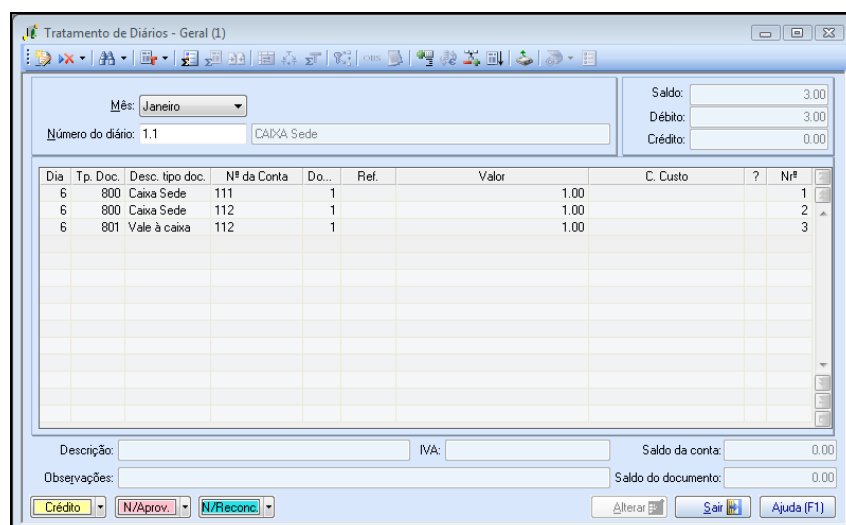 Tratamento de Diários - Geral (1)
OBS
Mês: Janeiro
Saldo: 3.00
Débito: 3.00
Número do diário: 1.1 CAIXA Sede
Crédito: 0.00
Dia Tp. Doc. Desc. tipo doc. Nª da Conta Do... Ref. Valor C. Custo ? Nrª
6 800 Caixa Sede 111 1 1.00 1
6 800 Caixa Sede 112 1 1.00 2
6 801 Vale à caixa 112 1 1.00 3
Descrição: IVA: Saldo da conta: 0.00
Observações: Saldo do documento: 0.00
Crédito N/Aprov. N/Reconc. Alterar Sair Ajuda (F1)